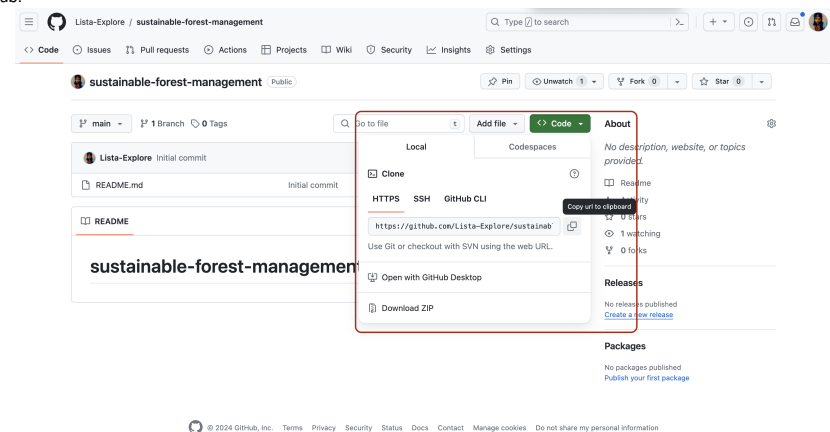 Lista-Explore / sustainable-forest-management
Type / to search
Code Issues Pull requests Actions Projects Wiki Security Insights Settings
sustainable-forest-management Public
Pin Unwatch 1 Fork 0 Star 0
main 1 Branch 0 Tags
Go to file t Add file Code
About
Local Codespaces
No description, website, or topics provided.
Lista-Explore Initial commit
Clone
README.md Initial commit
HTTPS SSH GitHub CLI
Copy url to clipboard
https://github.com/Lista-Explore/sustainab
Use Git or checkout with SVN using the web URL.
Readme
Activity
0 stars
1 watching
0 forks
README
sustainable-forest-management
Open with GitHub Desktop
Download ZIP
Releases
No releases published
Create a new release
Packages
No packages published
Publish your first package
© 2024 GitHub, Inc. Terms Privacy Security Status Docs Contact Manage cookies Do not share my personal information